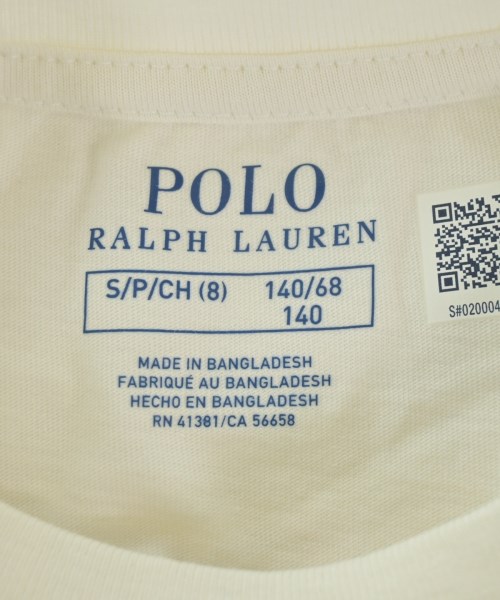 POLO
RALPH LAUREN
S/P/CH (8) 140/68
140
MADE IN BANGLADESH
FABRIQUÉ AU BANGLADESH
HECHO EN BANGLADESH
RN 41381/CA 56658
S#020004